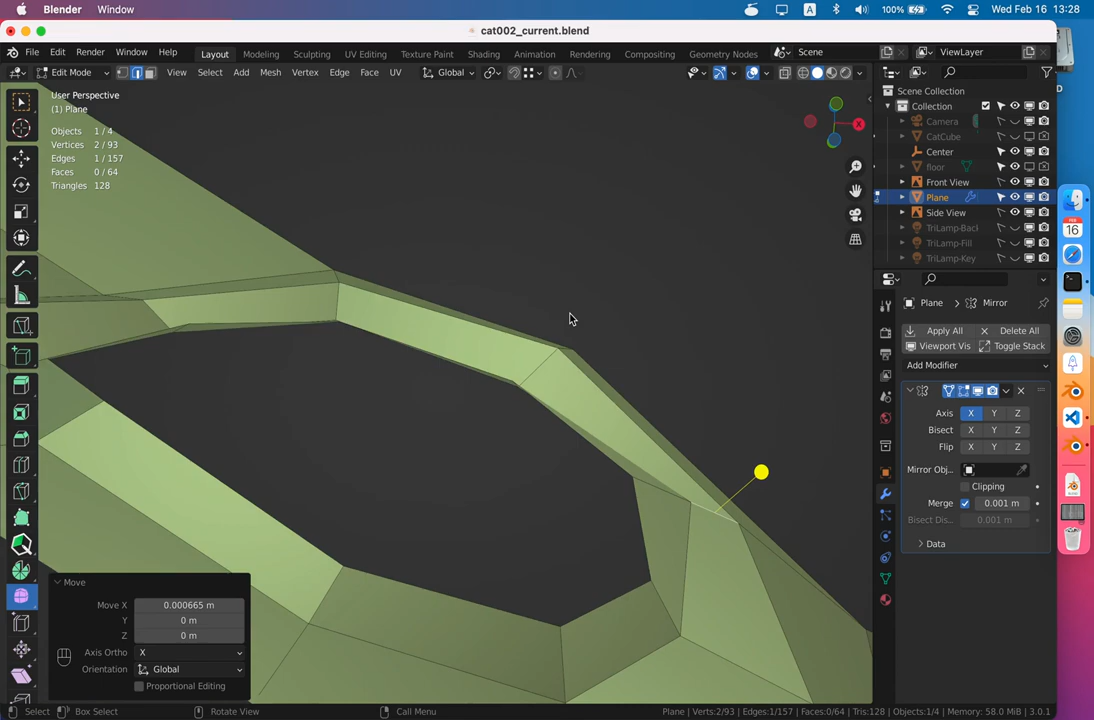 Blender Window 100% A Wed Feb 16 13:28
cat002_current.blend
File Edit Render Window Help Layout Modeling Sculpting UV Editing Texture Paint Shading Animation Rendering Compositing Geometry Nodes Scene ViewLayer
Edit Mode View Select Add Mesh Vertex Edge Face UV Global
User Perspective
(1) Plane
Objects 1/4
Vertices 2/93
Edges 1/157
Faces 0/64
Triangles 128
X
Scene Collection
Collection
Camera
CatCube
Center
floor
Front View
Plane
Side View
TriLamp-Back
TriLamp-Fill
TriLamp-Key
FEB
16
Plane > Mirror
Apply All Delete All
Viewport Vis Toggle Stack
Add Modifier
Axis X Y Z
Bisect X Y Z
Flip X Y Z
Mirror Obj..
Clipping
Merge 0.001 m
Bisect Dis... 0.001 m
Data
Move
Move X 0.000665 m
Y 0 m
Z 0 m
Axis Ortho X
Orientation Global
Proportional Editing
Select Box Select Rotate View Call Menu Plane | Verts:2/93 | Edges:1/157 | Faces:0/64 | Tris:128 | Objects:1/4 | Memory: 58.0 MiB | 3.0.1